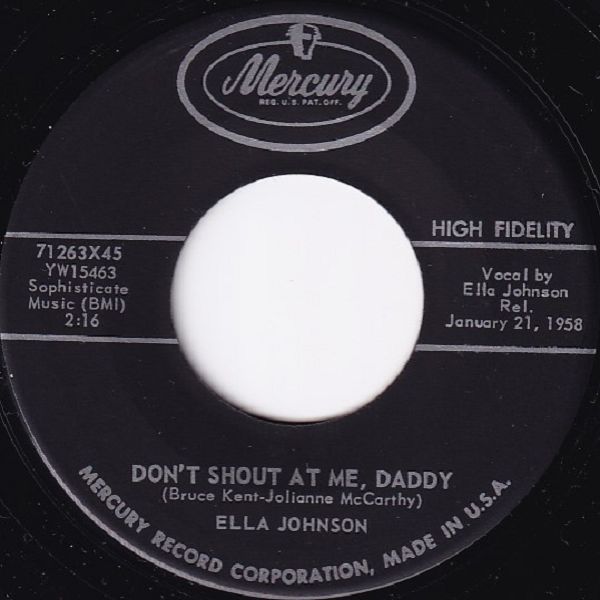 Mercury
REG. U.S. PAT. OFF.
HIGH FIDELITY
71263X45
YW15463
Sophisticate
Music (BMI)
2:16
Vocal by
Ella Johnson
Rel.
January 21, 1958
DON'T SHOUT AT ME, DADDY
(Bruce Kent-Jolianne McCarthy)
ELLA JOHNSON
MERCURY RECORD CORPORATION, MADE IN U.S.A.